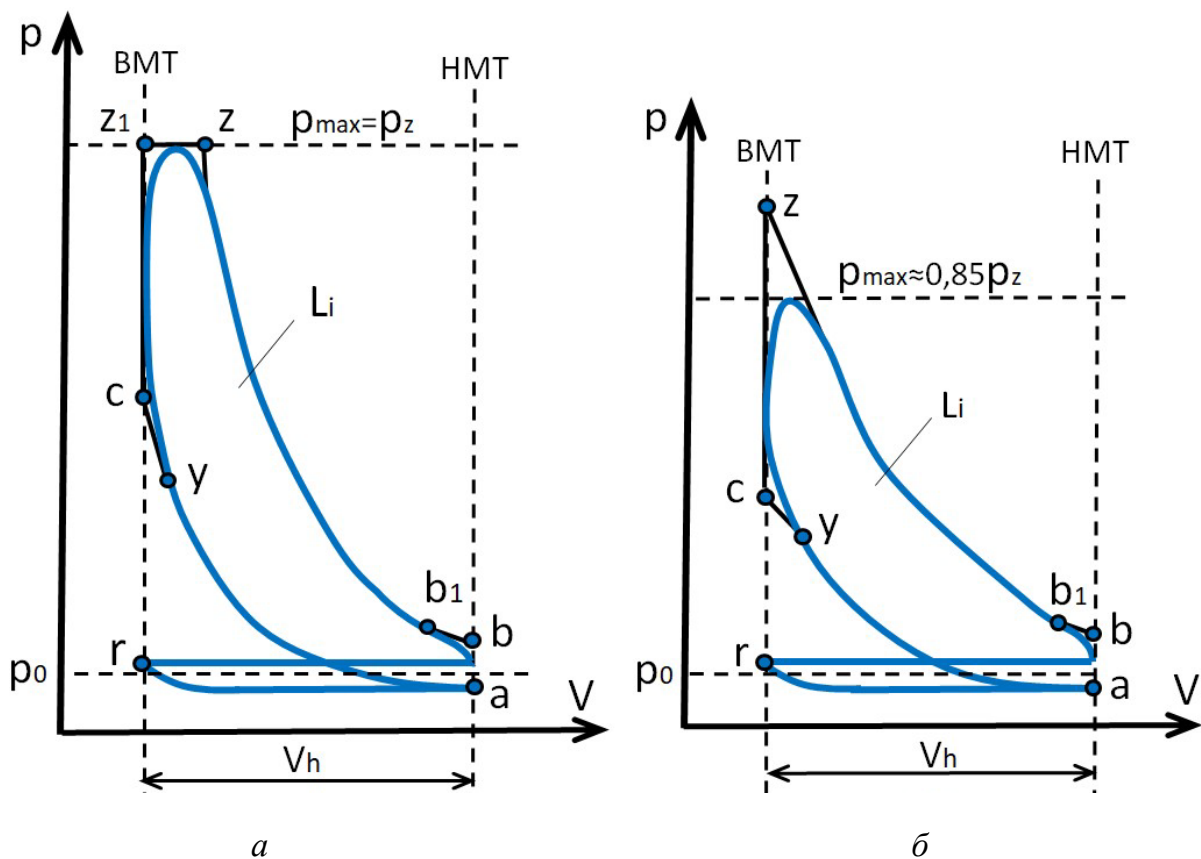 p
ВМТ
НМТ
z1
z
pmax=pz
Li
c
y
b1
b
r
p0
a
V
Vh
а
p
ВМТ
НМТ
z
pmax≈0,85pz
Li
c
y
b1
b
r
p0
a
V
Vh
б